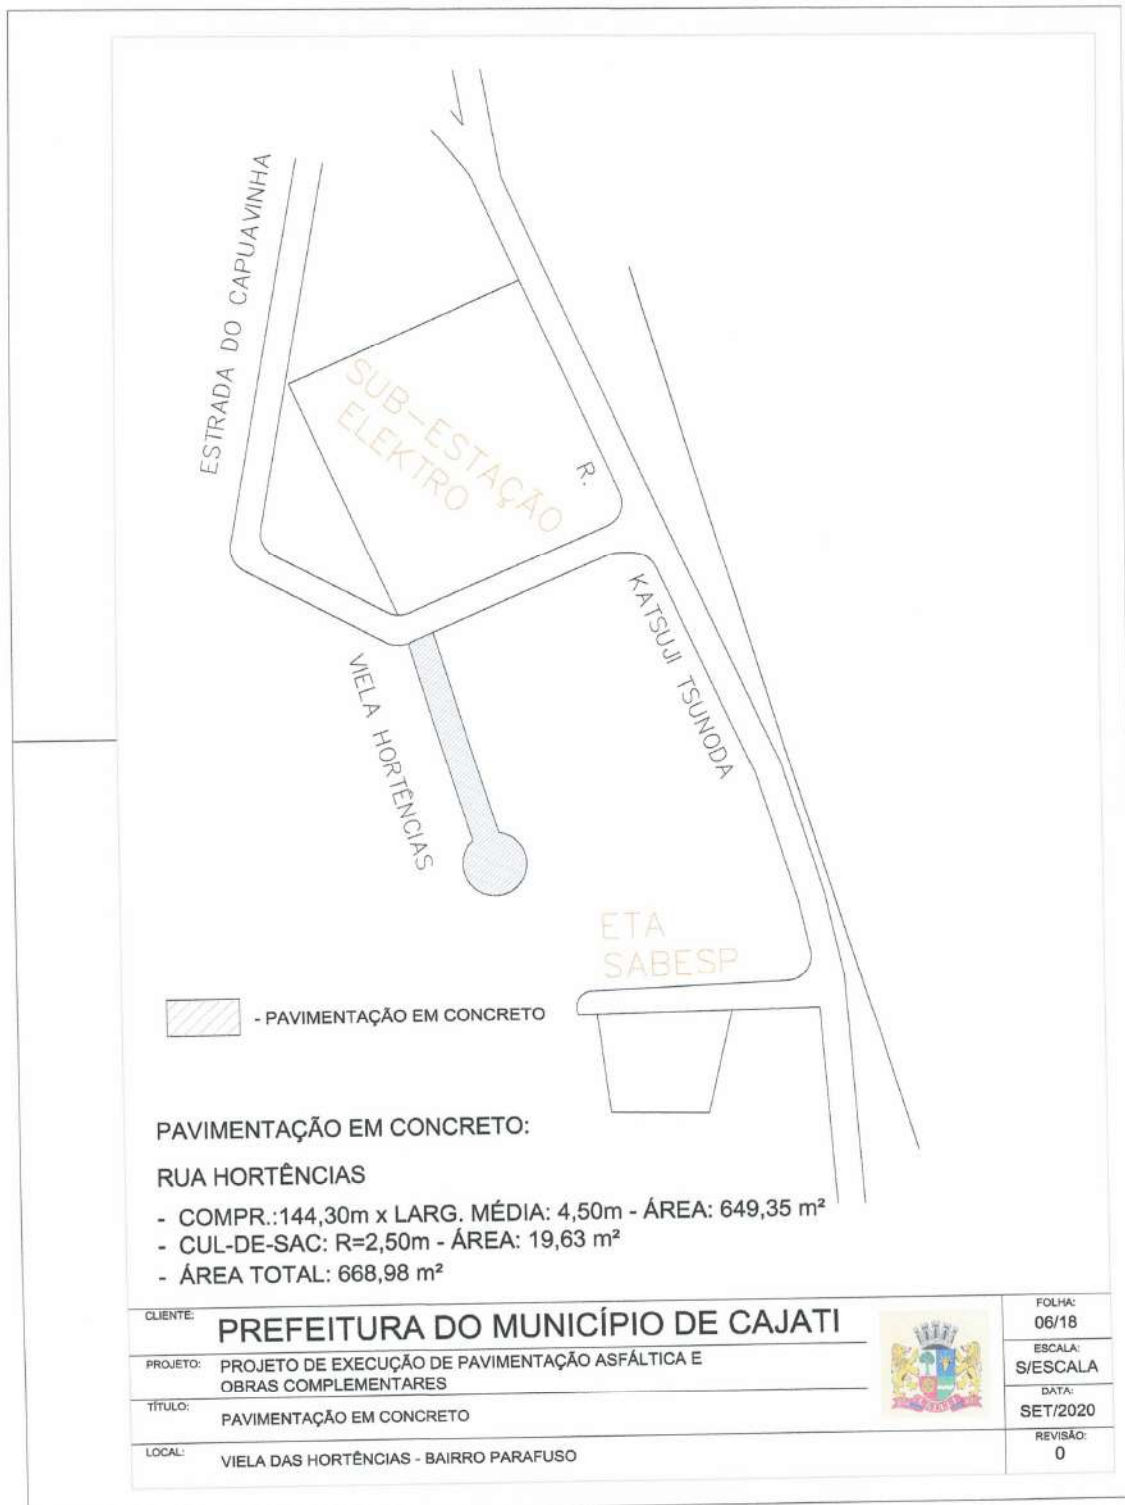 ESTRADA DO CAPUAVINHA
SUB-ESTAÇÃO
ELEKTRO
R.
KATSUJI TSUNODA
VIELA HORTÊNCIAS
ETA
SABESP
- PAVIMENTAÇÃO EM CONCRETO
PAVIMENTAÇÃO EM CONCRETO:
RUA HORTÊNCIAS
- COMPR.:144,30m x LARG. MÉDIA: 4,50m - ÁREA: 649,35 m²
- CUL-DE-SAC: R=2,50m - ÁREA: 19,63 m²
- ÁREA TOTAL: 668,98 m²
CLIENTE: PREFEITURA DO MUNICÍPIO DE CAJATI
PROJETO: PROJETO DE EXECUÇÃO DE PAVIMENTAÇÃO ASFÁLTICA E
OBRAS COMPLEMENTARES
TÍTULO: PAVIMENTAÇÃO EM CONCRETO
LOCAL: VIELA DAS HORTÊNCIAS - BAIRRO PARAFUSO
FOLHA:
06/18
ESCALA:
S/ESCALA
DATA:
SET/2020
REVISÃO:
0